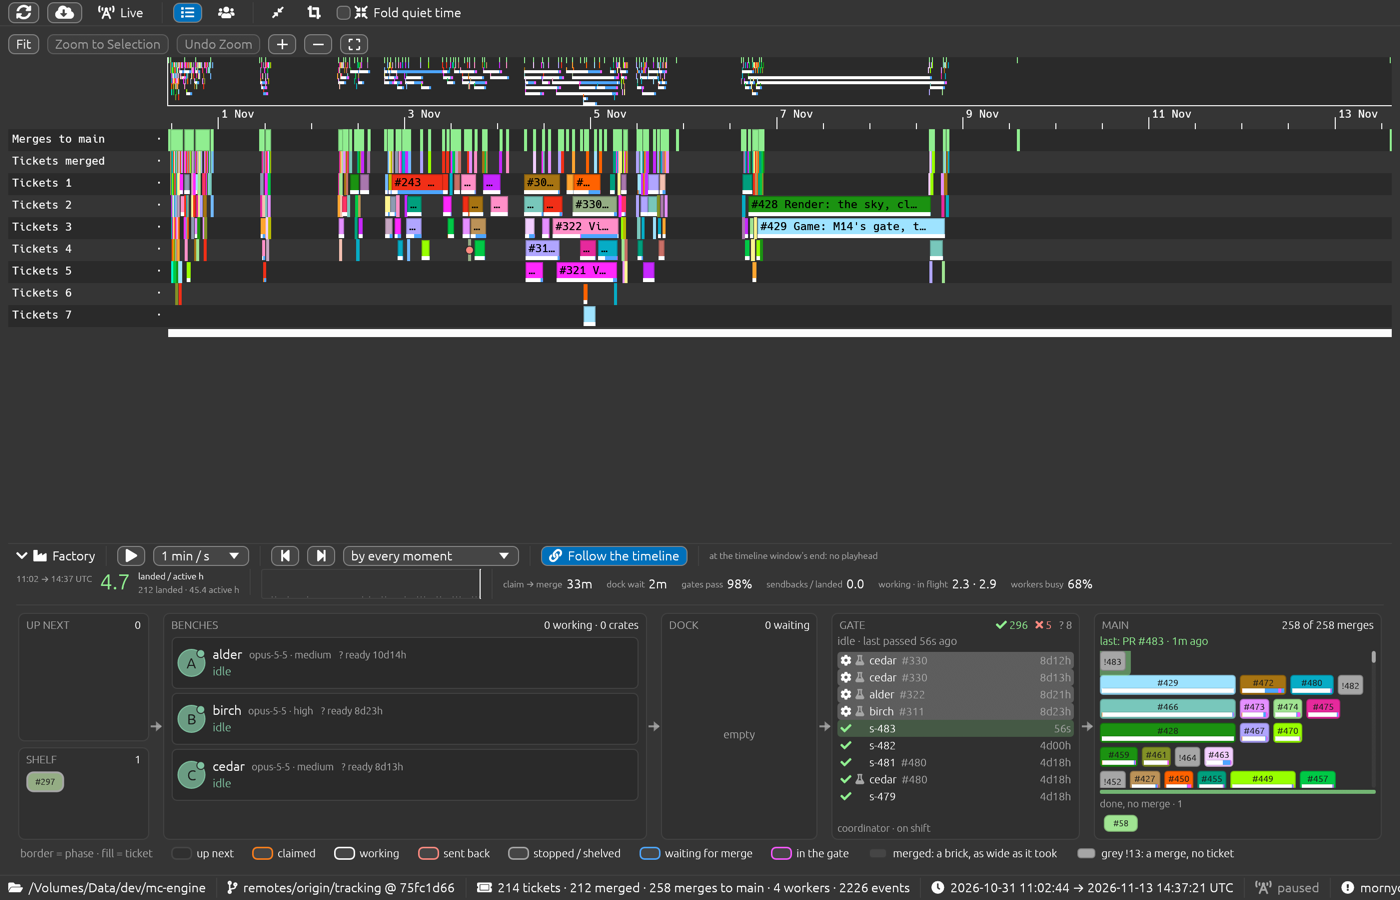 Live
Fold quiet time
Fit
Zoom to Selection
Undo Zoom
1 Nov
3 Nov
5 Nov
7 Nov
9 Nov
11 Nov
13 Nov
Merges to main
Tickets merged
Tickets 1
#243 …
…
…
#30…
#…
Tickets 2
…
…
…
…
…
#330…
#428 Render: the sky, cl…
Tickets 3
…
…
#322 Vi…
#429 Game: M14's gate, t…
Tickets 4
#31…
…
…
Tickets 5
…
#321 V…
Tickets 6
Tickets 7
Factory
1 min / s
by every moment
Follow the timeline
at the timeline window's end: no playhead
11:02 → 14:37 UTC
4.7
landed / active h
212 landed · 45.4 active h
claim → merge 33m
dock wait 2m
gates pass 98%
sendbacks / landed 0.0
working · in flight 2.3 · 2.9
workers busy 68%
UP NEXT 0
SHELF 1
#297
BENCHES 0 working · 0 crates
A
alder opus-5-5 · medium ? ready 10d14h
idle
B
birch opus-5-5 · high ? ready 8d23h
idle
C
cedar opus-5-5 · medium ? ready 8d13h
idle
DOCK 0 waiting
empty
GATE 296 5 ? 8
idle · last passed 56s ago
cedar #330 8d12h
cedar #330 8d13h
alder #322 8d21h
birch #311 8d23h
s-483 56s
s-482 4d00h
s-481 #480 4d18h
cedar #480 4d18h
s-479 4d18h
coordinator · on shift
MAIN 258 of 258 merges
last: PR #483 · 1m ago
!483
#429 #472 #480 !482
#466 #473 #474 #475
#428 #467 #470
#459 #461 !464 #463
!452 #427 #450 #455 #449 #457
done, no merge · 1
#58
border = phase · fill = ticket
up next
claimed
working
sent back
stopped / shelved
waiting for merge
in the gate
merged: a brick, as wide as it took
grey !13: a merge, no ticket
/Volumes/Data/dev/mc-engine
remotes/origin/tracking @ 75fc1d66
214 tickets · 212 merged · 258 merges to main · 4 workers · 2226 events
2026-10-31 11:02:44 → 2026-11-13 14:37:21 UTC
paused